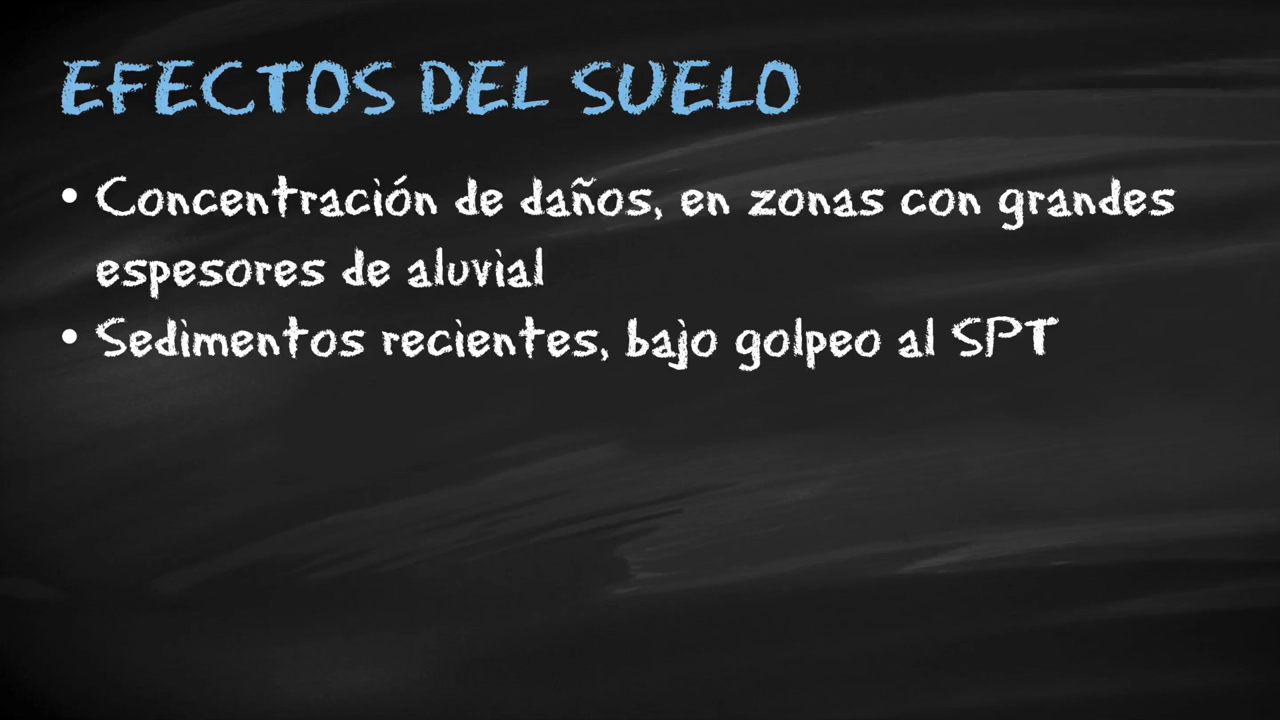 EFECTOS DEL SUELO
• Concentración de daños, en zonas con grandes
espesores de aluvial
• Sedimentos recientes, bajo golpeo al SPT